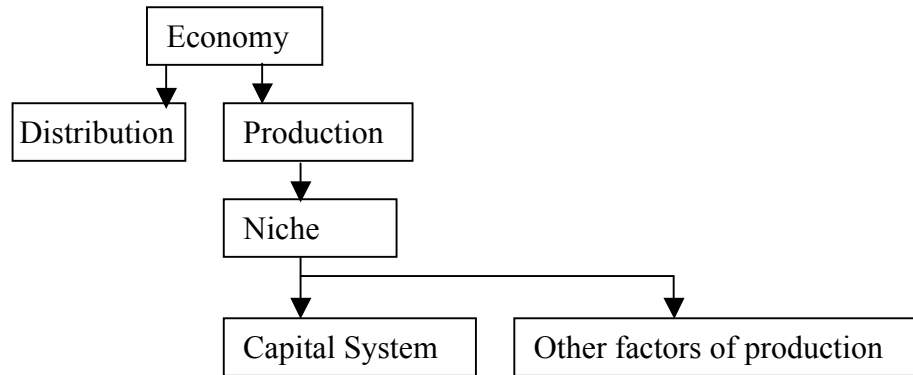 Economy
Distribution
Production
Niche
Capital System
Other factors of production